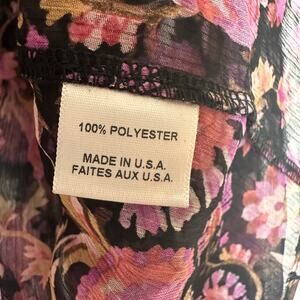 100% POLYESTER
MADE IN U.S.A.
FAITES AUX U.S.A.